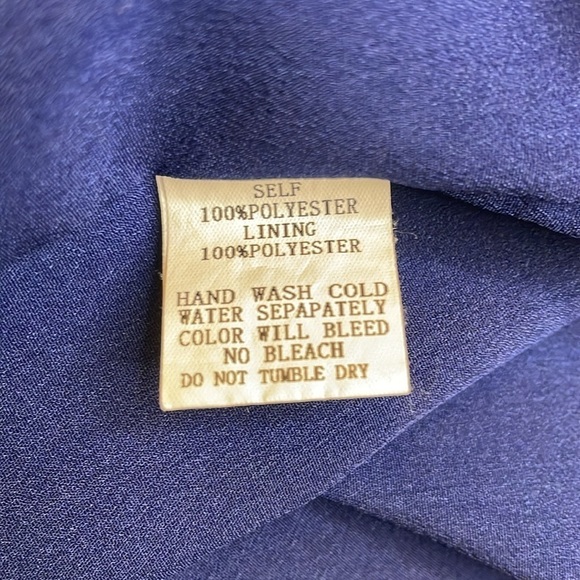 SELF
100%POLYESTER
LINING
100%POLYESTER
HAND WASH COLD
WATER SEPAPATELY
COLOR WILL BLEED
NO BLEACH
DO NOT TUMBLE DRY